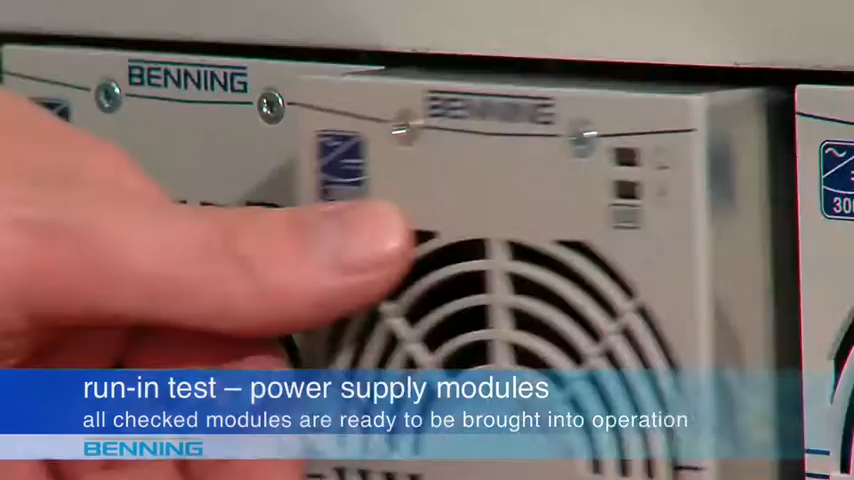 BENNING
BENNING
300
run-in test – power supply modules
all checked modules are ready to be brought into operation
BENNING